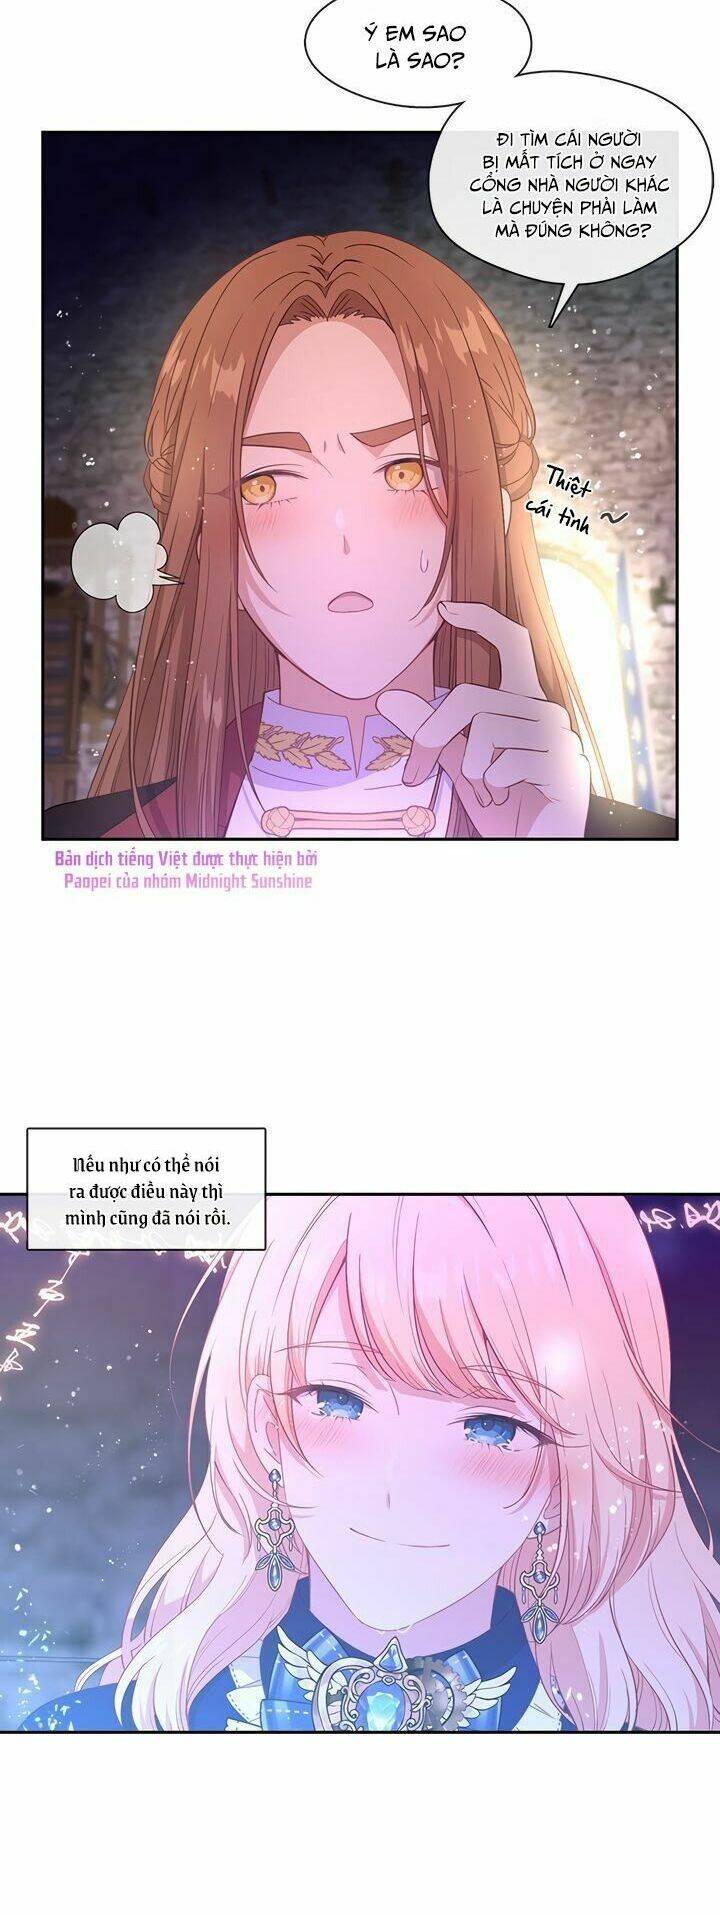 Ý EM SAO
LÀ SAO?
ĐI TÌM CÁI NGƯỜI
BỊ MẤT TÍCH Ở NGAY
CỔNG NHÀ NGƯỜI KHÁC
LÀ CHUYỆN PHẢI LÀM
MÀ ĐÚNG KHÔNG?
Thiệt
cái tình ~
Bản dịch tiếng Việt được thực hiện bởi
Paopei của nhóm Midnight Sunshine
Nếu như có thể nói
ra được điều này thì
mình cũng đã nói rồi.